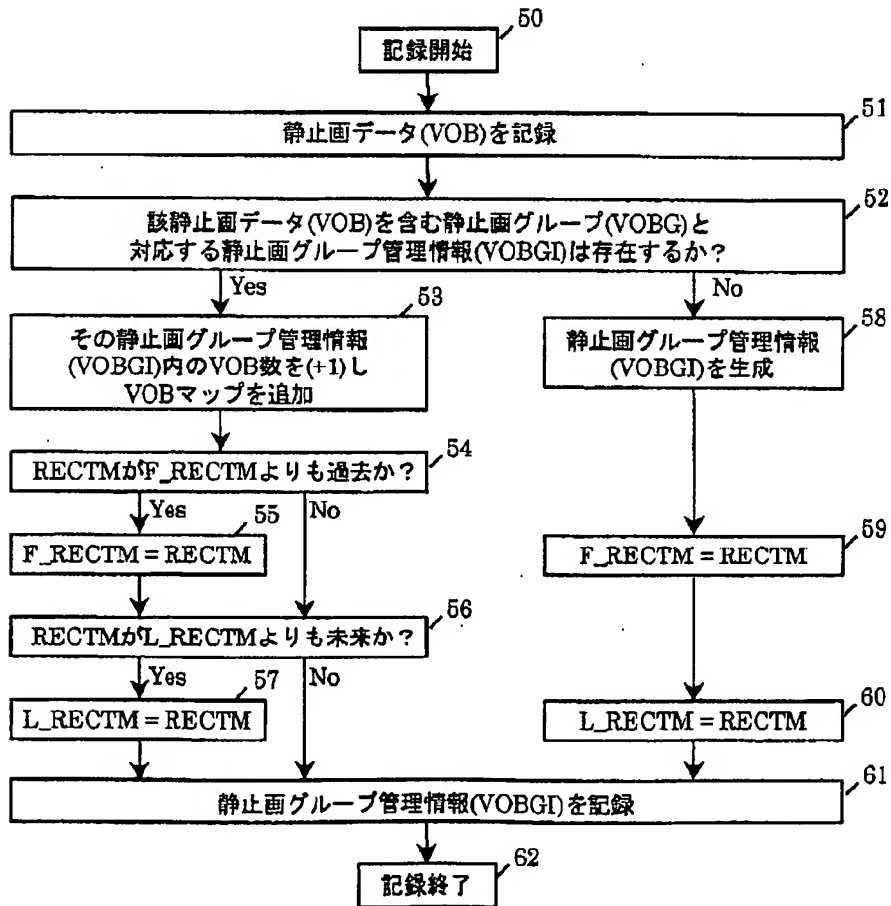 50
記録開始
51
静止画データ(VOB)を記録
52
該静止画データ(VOB)を含む静止画グループ(VOBG)と
対応する静止画グループ管理情報(VOBGI)は存在するか?
Yes
No
53
その静止画グループ管理情報
(VOBGI)内のVOB数を(+1)し
VOBマップを追加
58
静止画グループ管理情報
(VOBGI)を生成
54
RECTMがF_RECTMよりも過去か?
Yes
No
55
F_RECTM = RECTM
59
F_RECTM = RECTM
56
RECTMがL_RECTMよりも未来か?
Yes
No
57
L_RECTM = RECTM
60
L_RECTM = RECTM
61
静止画グループ管理情報(VOBGI)を記録
62
記録終了